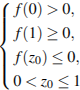 f(0) > 0,
f(1) ≥ 0,
f(z₀) ≤ 0,
0 < z₀ ≤ 1